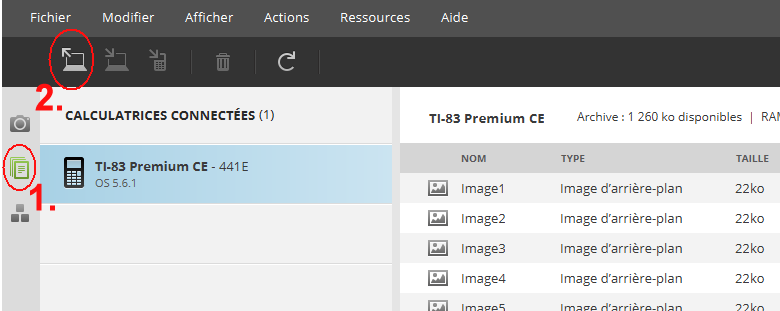 Fichier Modifier Afficher Actions Ressources Aide
2.
CALCULATRICES CONNECTÉES (1)
TI-83 Premium CE - 441E
OS 5.6.1
1.
TI-83 Premium CE Archive : 1 260 ko disponibles | RAM
NOM TYPE TAILLE
Image1 Image d'arrière-plan 22ko
Image2 Image d'arrière-plan 22ko
Image3 Image d'arrière-plan 22ko
Image4 Image d'arrière-plan 22ko
Image5 Image d'arrière-plan 22ko